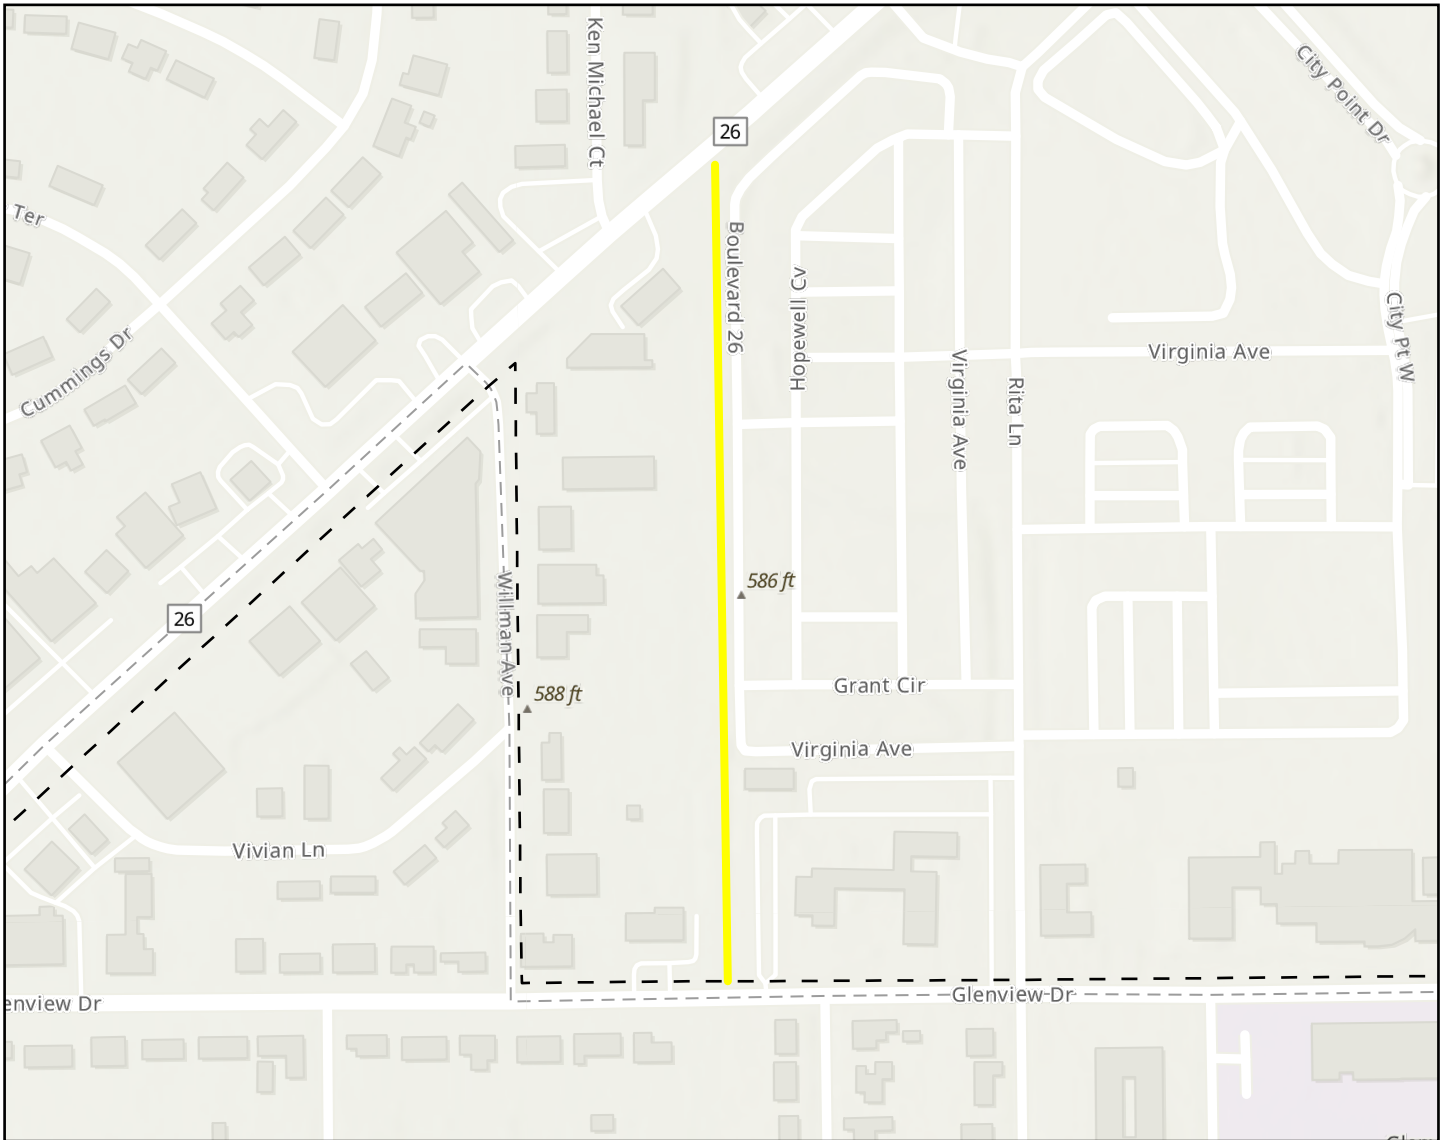 Ken Michael Ct
City Point Dr
26
Ter
Boulevard 26
Hopewell Cv
City Pt W
Cummings Dr
Virginia Ave
Virginia Ave
Rita Ln
586 ft
26
Willman Ave
588 ft
Grant Cir
Virginia Ave
Vivian Ln
Glenview Dr
enview Dr